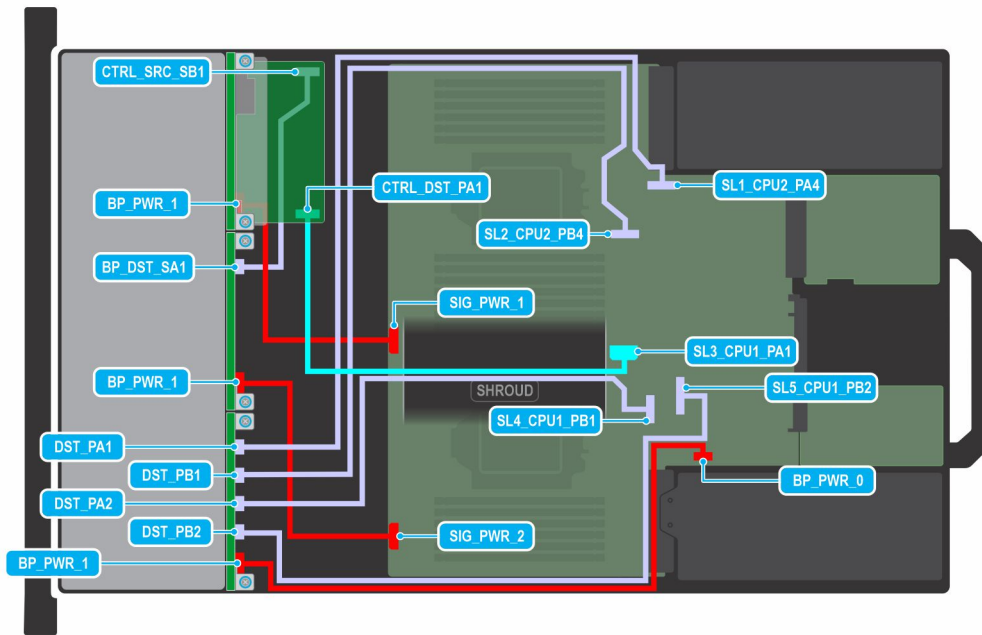 CTRL_SRC_SB1
CTRL_DST_PA1
SL1_CPU2_PA4
BP_PWR_1
SL2_CPU2_PB4
BP_DST_SA1
SIG_PWR_1
SL3_CPU1_PA1
BP_PWR_1
SHROUD
SL5_CPU1_PB2
SL4_CPU1_PB1
DST_PA1
DST_PB1
BP_PWR_0
DST_PA2
DST_PB2
SIG_PWR_2
BP_PWR_1